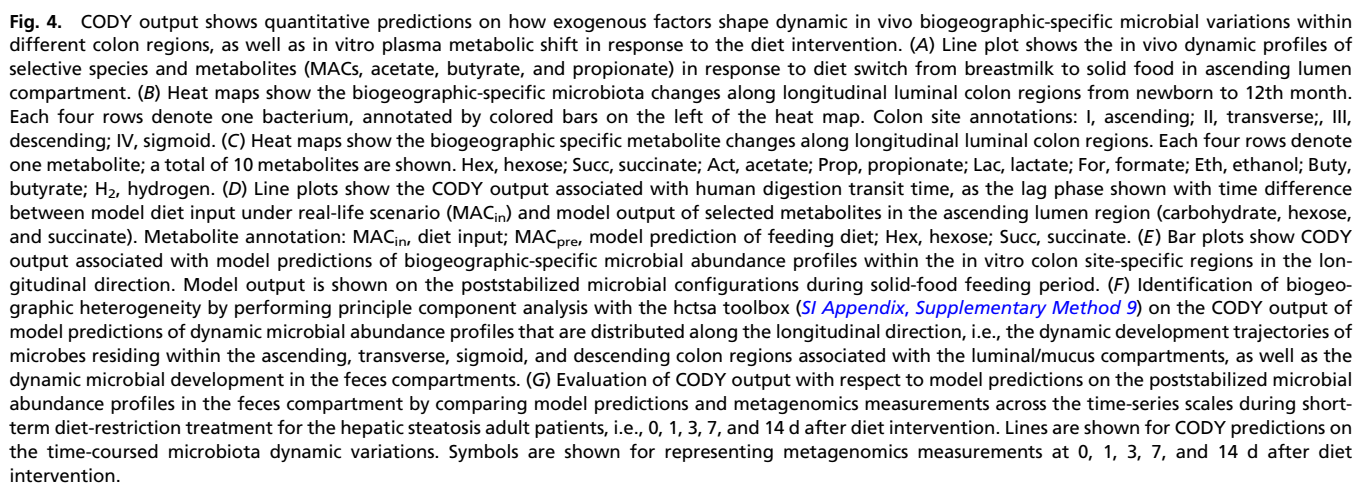 Fig. 4. CODY output shows quantitative predictions on how exogenous factors shape dynamic in vivo biogeographic-specific microbial variations within
different colon regions, as well as in vitro plasma metabolic shift in response to the diet intervention. (A) Line plot shows the in vivo dynamic profiles of
selective species and metabolites (MACs, acetate, butyrate, and propionate) in response to diet switch from breastmilk to solid food in ascending lumen
compartment. (B) Heat maps show the biogeographic-specific microbiota changes along longitudinal luminal colon regions from newborn to 12th month.
Each four rows denote one bacterium, annotated by colored bars on the left of the heat map. Colon site annotations: I, ascending; II, transverse;, III,
descending; IV, sigmoid. (C) Heat maps show the biogeographic specific metabolite changes along longitudinal luminal colon regions. Each four rows denote
one metabolite; a total of 10 metabolites are shown. Hex, hexose; Succ, succinate; Act, acetate; Prop, propionate; Lac, lactate; For, formate; Eth, ethanol; Buty,
butyrate; H2, hydrogen. (D) Line plots show the CODY output associated with human digestion transit time, as the lag phase shown with time difference
between model diet input under real-life scenario (MACin) and model output of selected metabolites in the ascending lumen region (carbohydrate, hexose,
and succinate). Metabolite annotation: MACin, diet input; MACpre, model prediction of feeding diet; Hex, hexose; Succ, succinate. (E) Bar plots show CODY
output associated with model predictions of biogeographic-specific microbial abundance profiles within the in vitro colon site-specific regions in the lon-
gitudinal direction. Model output is shown on the poststabilized microbial configurations during solid-food feeding period. (F) Identification of biogeo-
graphic heterogeneity by performing principle component analysis with the hctsa toolbox (SI Appendix, Supplementary Method 9) on the CODY output of
model predictions of dynamic microbial abundance profiles that are distributed along the longitudinal direction, i.e., the dynamic development trajectories of
microbes residing within the ascending, transverse, sigmoid, and descending colon regions associated with the luminal/mucus compartments, as well as the
dynamic microbial development in the feces compartments. (G) Evaluation of CODY output with respect to model predictions on the poststabilized microbial
abundance profiles in the feces compartment by comparing model predictions and metagenomics measurements across the time-series scales during short-
term diet-restriction treatment for the hepatic steatosis adult patients, i.e., 0, 1, 3, 7, and 14 d after diet intervention. Lines are shown for CODY predictions on
the time-coursed microbiota dynamic variations. Symbols are shown for representing metagenomics measurements at 0, 1, 3, 7, and 14 d after diet
intervention.